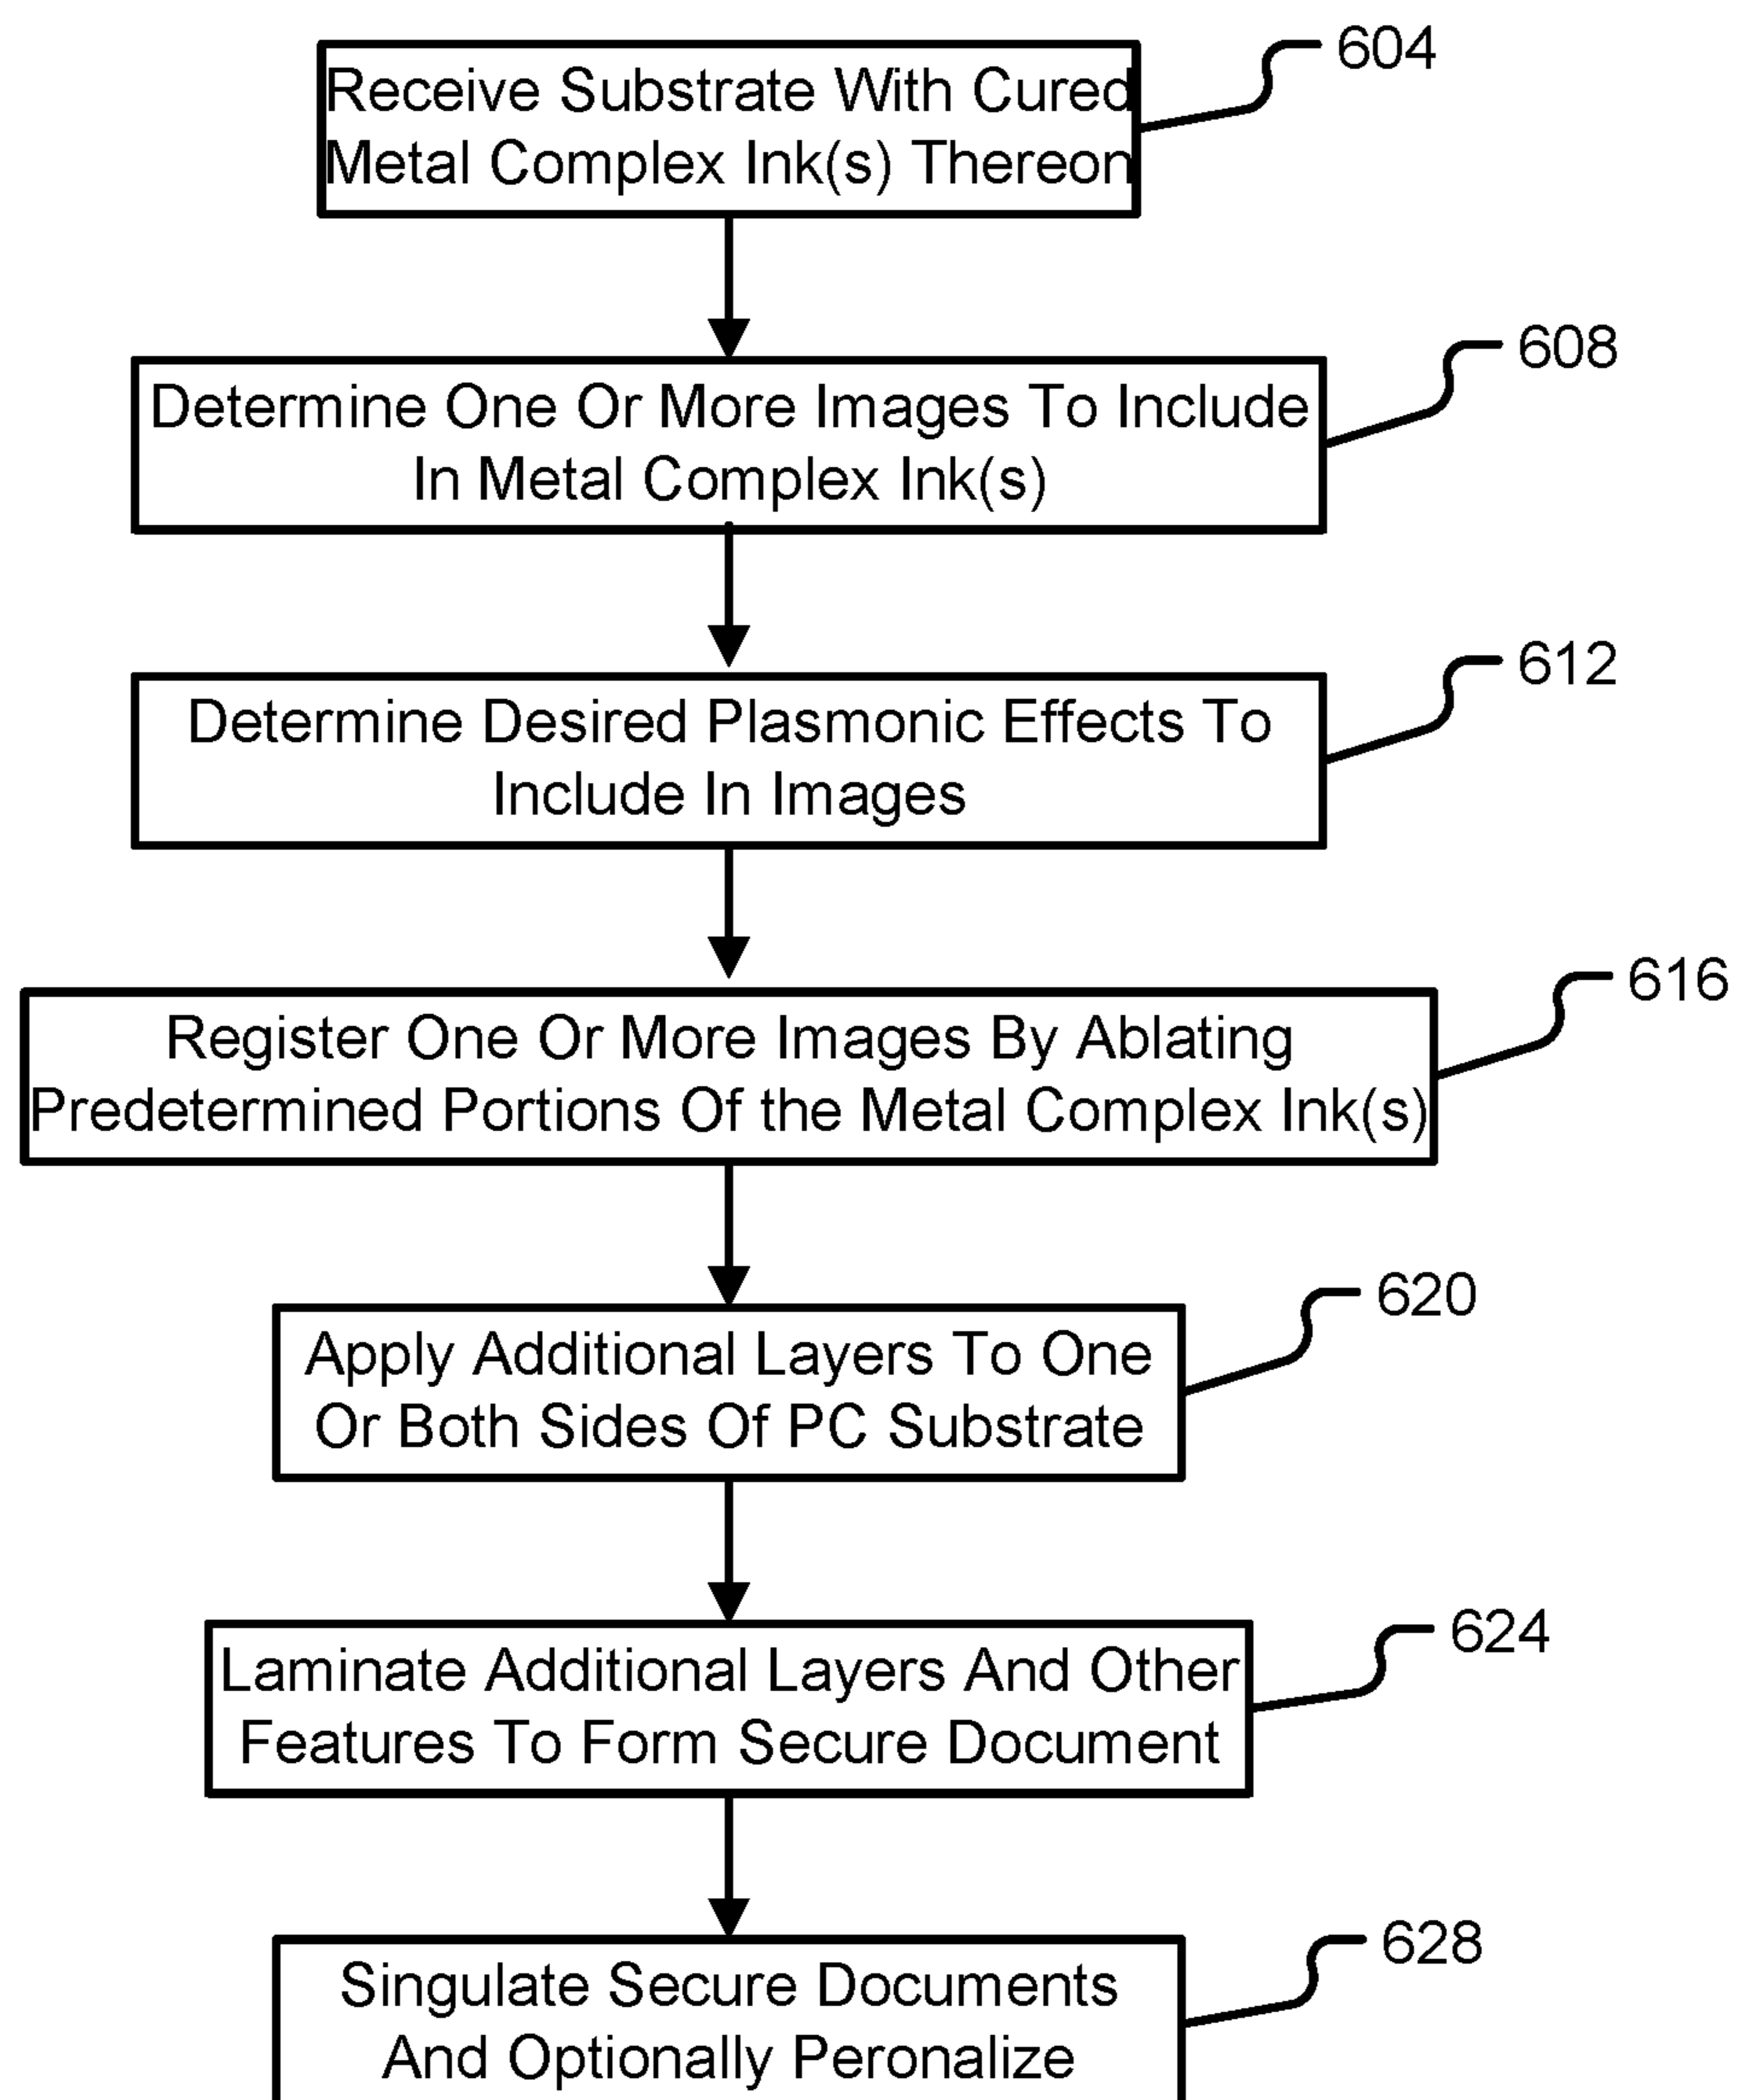 604
Receive Substrate With Cured
Metal Complex Ink(s) Thereon
608
Determine One Or More Images To Include
In Metal Complex Ink(s)
612
Determine Desired Plasmonic Effects To
Include In Images
616
Register One Or More Images By Ablating
Predetermined Portions Of the Metal Complex Ink(s)
620
Apply Additional Layers To One
Or Both Sides Of PC Substrate
624
Laminate Additional Layers And Other
Features To Form Secure Document
628
Singulate Secure Documents
And Optionally Peronalize